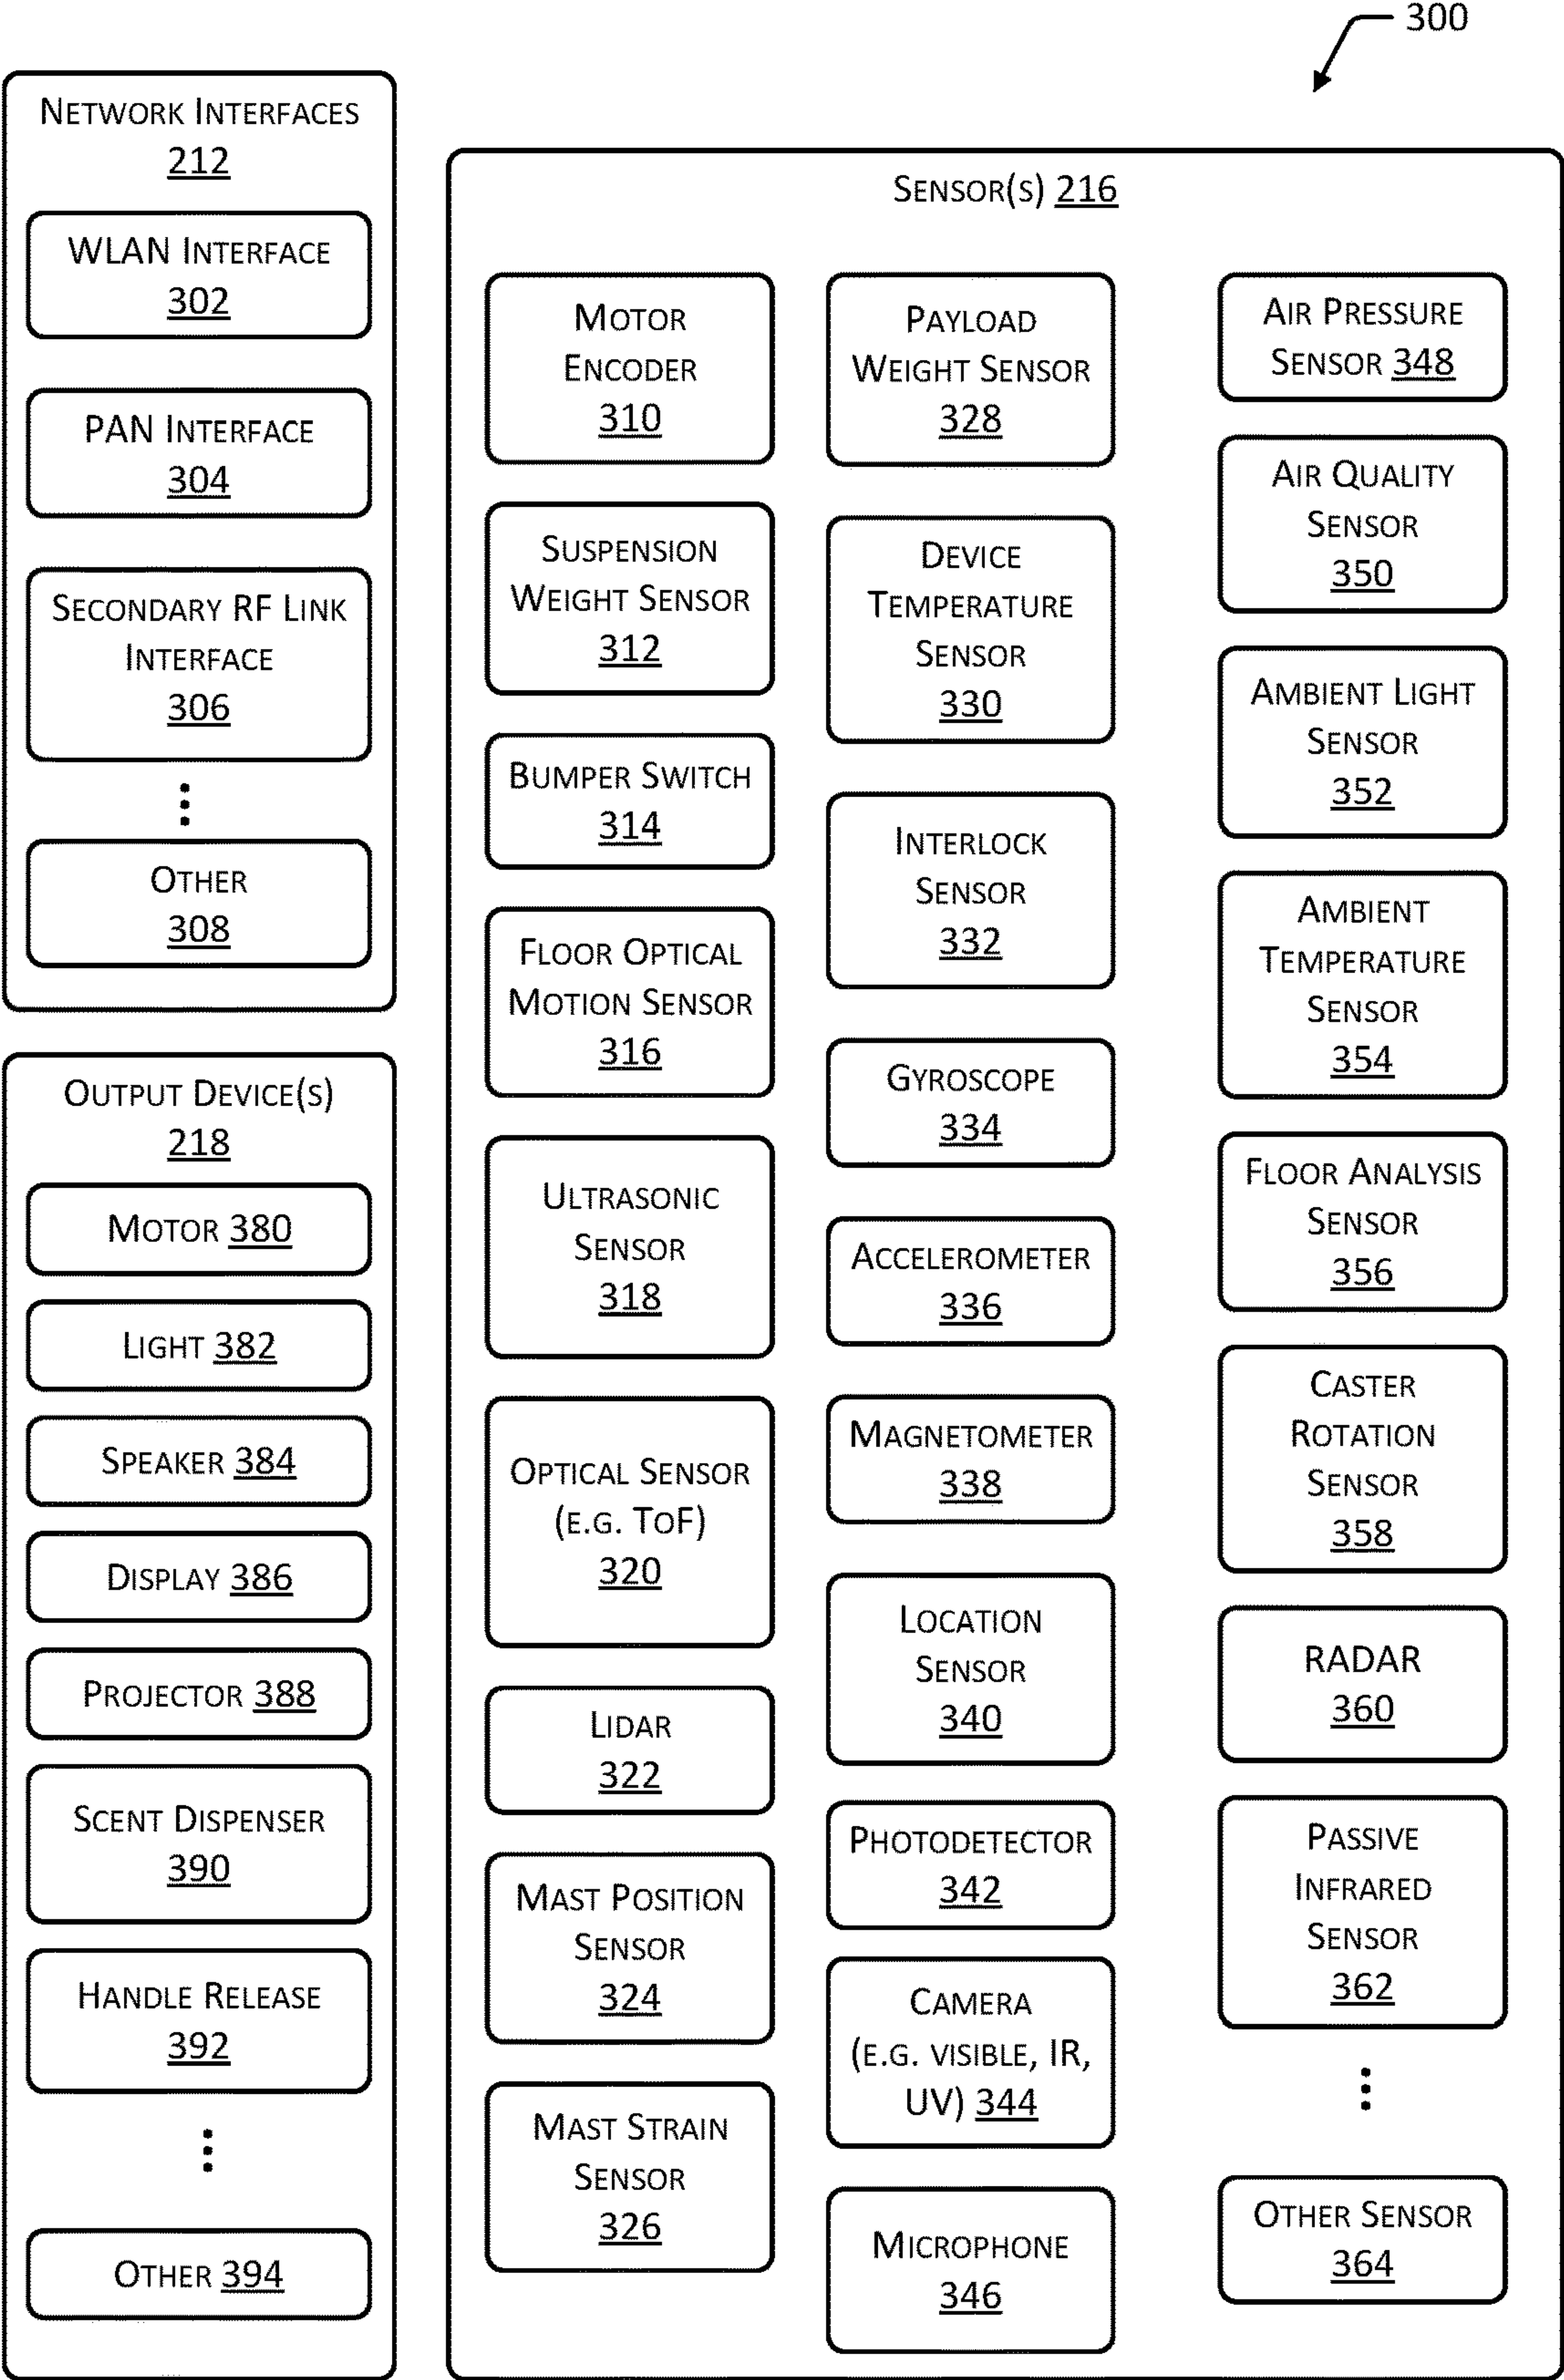 300
NETWORK INTERFACES
212
WLAN INTERFACE
302
PAN INTERFACE
304
SECONDARY RF LINK
INTERFACE
306
OTHER
308
OUTPUT DEVICE(S)
218
MOTOR 380
LIGHT 382
SPEAKER 384
DISPLAY 386
PROJECTOR 388
SCENT DISPENSER
390
HANDLE RELEASE
392
OTHER 394
SENSOR(S) 216
MOTOR
ENCODER
310
SUSPENSION
WEIGHT SENSOR
312
BUMPER SWITCH
314
FLOOR OPTICAL
MOTION SENSOR
316
ULTRASONIC
SENSOR
318
OPTICAL SENSOR
(E.G. TOF)
320
LIDAR
322
MAST POSITION
SENSOR
324
MAST STRAIN
SENSOR
326
PAYLOAD
WEIGHT SENSOR
328
DEVICE
TEMPERATURE
SENSOR
330
INTERLOCK
SENSOR
332
GYROSCOPE
334
ACCELEROMETER
336
MAGNETOMETER
338
LOCATION
SENSOR
340
PHOTODETECTOR
342
CAMERA
(E.G. VISIBLE, IR,
UV) 344
MICROPHONE
346
AIR PRESSURE
SENSOR 348
AIR QUALITY
SENSOR
350
AMBIENT LIGHT
SENSOR
352
AMBIENT
TEMPERATURE
SENSOR
354
FLOOR ANALYSIS
SENSOR
356
CASTER
ROTATION
SENSOR
358
RADAR
360
PASSIVE
INFRARED
SENSOR
362
OTHER SENSOR
364